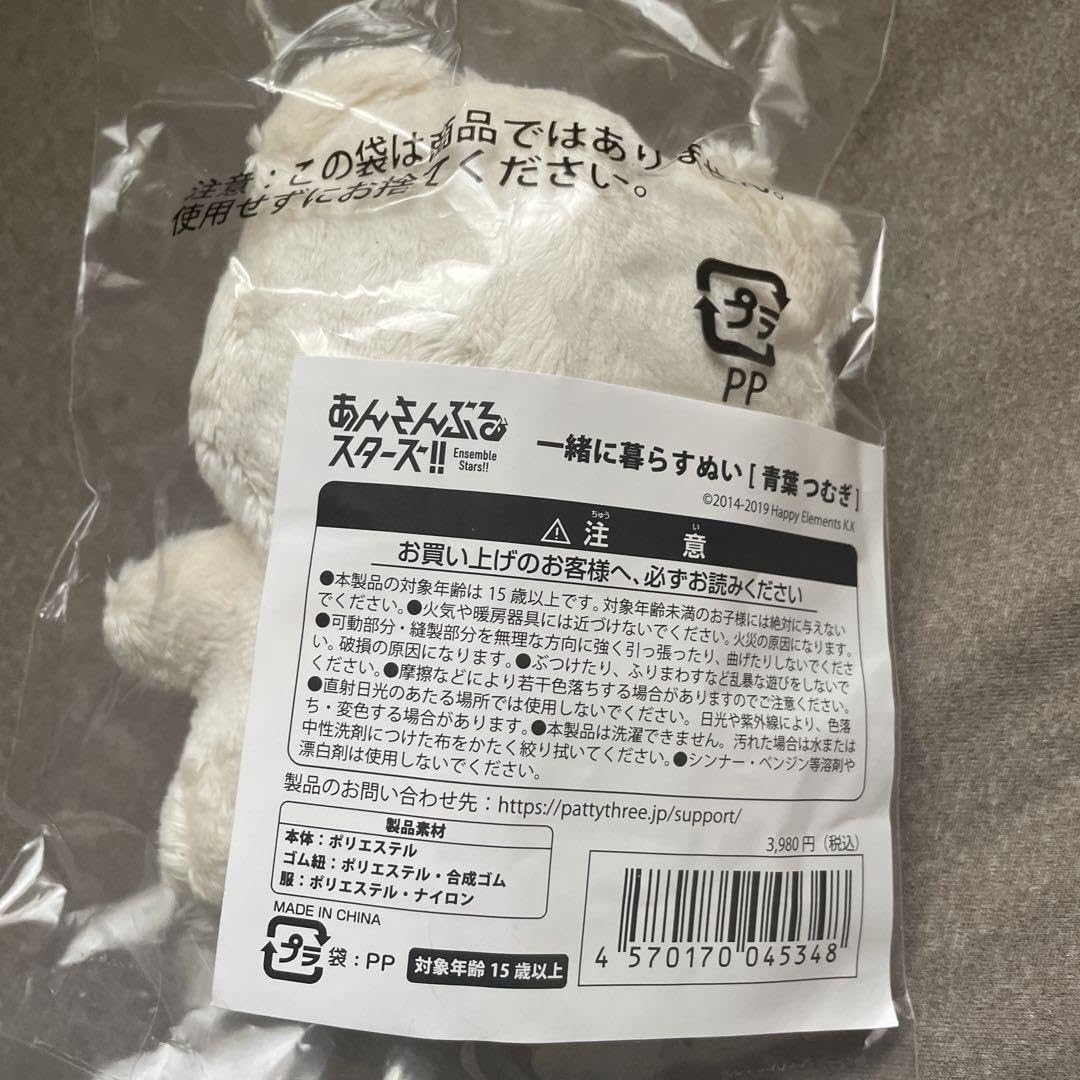 注意：この袋は商品ではありません。
使用せずにお捨てください。
プラ
PP
あんさんぶる
スターズ!!
Ensemble
Stars!!
一緒に暮らすぬい [ 青葉 つむぎ ]
©2014-2019 Happy Elements K.K
⚠ 注意
ちゅう い
お買い上げのお客様へ、必ずお読みください
●本製品の対象年齢は 15 歳以上です。対象年齢未満のお子様には絶対に与えない
でください。●火気や暖房器具には近づけないでください。火災の原因になります。
●可動部分・縫製部分を無理な方向に強く引っ張ったり、曲げたりしないでくださ
い。破損の原因になります。●ぶつけたり、ふりまわすなど乱暴な遊びをしないで
ください。●摩擦などにより若干色落ちする場合がありますのでご注意ください。
●直射日光のあたる場所では使用しないでください。日光や紫外線により、色落
ち・変色する場合があります。●本製品は洗濯できません。汚れた場合は水または
中性洗剤につけた布をかたく絞り拭いてください。●シンナー・ベンジン等溶剤や
漂白剤は使用しないでください。
製品のお問い合わせ先：https://pattythree.jp/support/
製品素材
本体：ポリエステル
ゴム紐：ポリエステル・合成ゴム
服：ポリエステル・ナイロン
MADE IN CHINA
プラ 袋：PP
対象年齢 15 歳以上
3,980 円（税込）
4 570170 045348